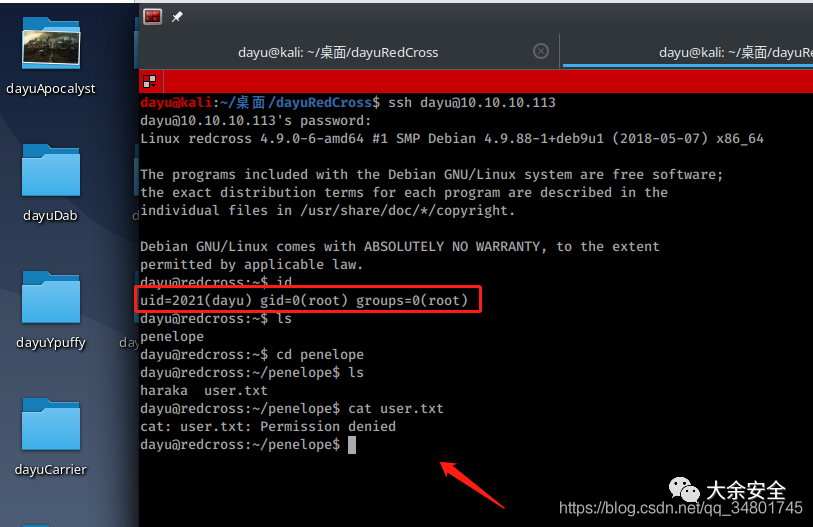 dayuApocalyst
dayuDab
dayuYpuffy
dayuCarrier
dayu@kali: ~/桌面/dayuRedCross
dayu@kali: ~/桌面/dayuRe
dayu@kali:~/桌面/dayuRedCross$ ssh dayu@10.10.10.113
dayu@10.10.10.113's password:
Linux redcross 4.9.0-6-amd64 #1 SMP Debian 4.9.88-1+deb9u1 (2018-05-07) x86_64
The programs included with the Debian GNU/Linux system are free software;
the exact distribution terms for each program are described in the
individual files in /usr/share/doc/*/copyright.
Debian GNU/Linux comes with ABSOLUTELY NO WARRANTY, to the extent
permitted by applicable law.
dayu@redcross:~$ id
uid=2021(dayu) gid=0(root) groups=0(root)
dayu@redcross:~$ ls
penelope
dayu@redcross:~$ cd penelope
dayu@redcross:~/penelope$ ls
haraka  user.txt
dayu@redcross:~/penelope$ cat user.txt
cat: user.txt: Permission denied
dayu@redcross:~/penelope$
大余安全
https://blog.csdn.net/qq_34801745